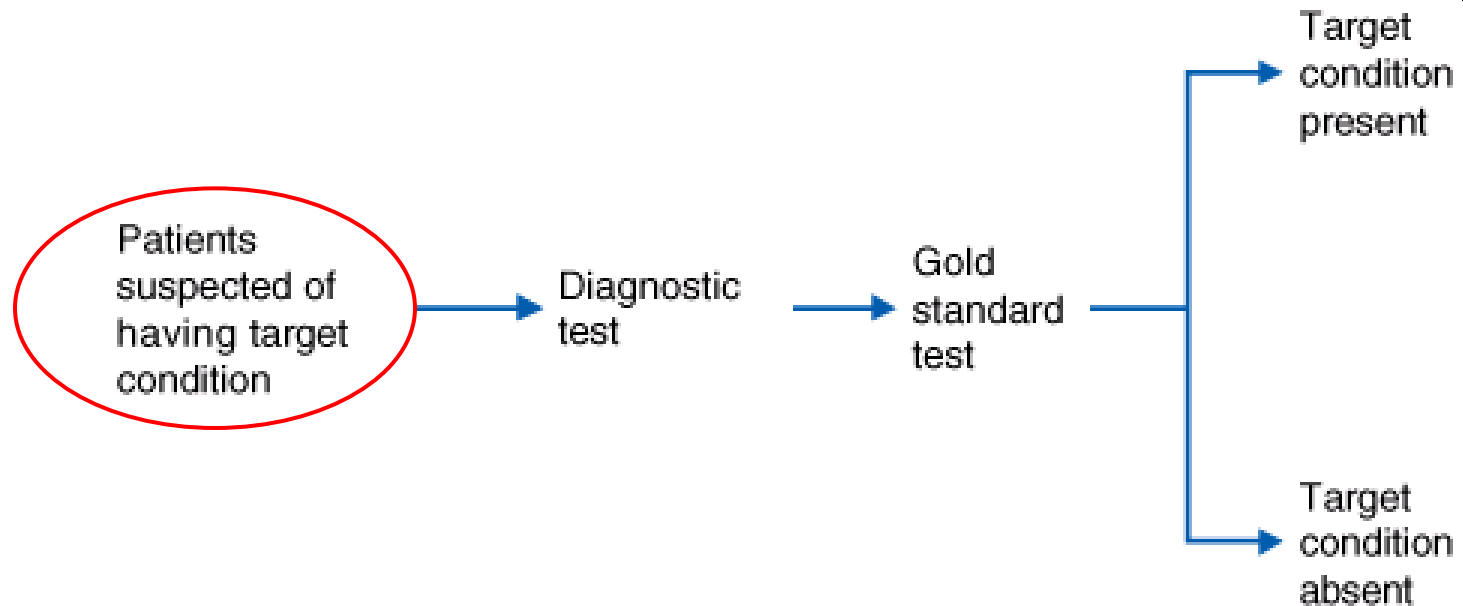 Patients
suspected of
having target
condition
Diagnostic
test
Gold
standard
test
Target
condition
present
Target
condition
absent